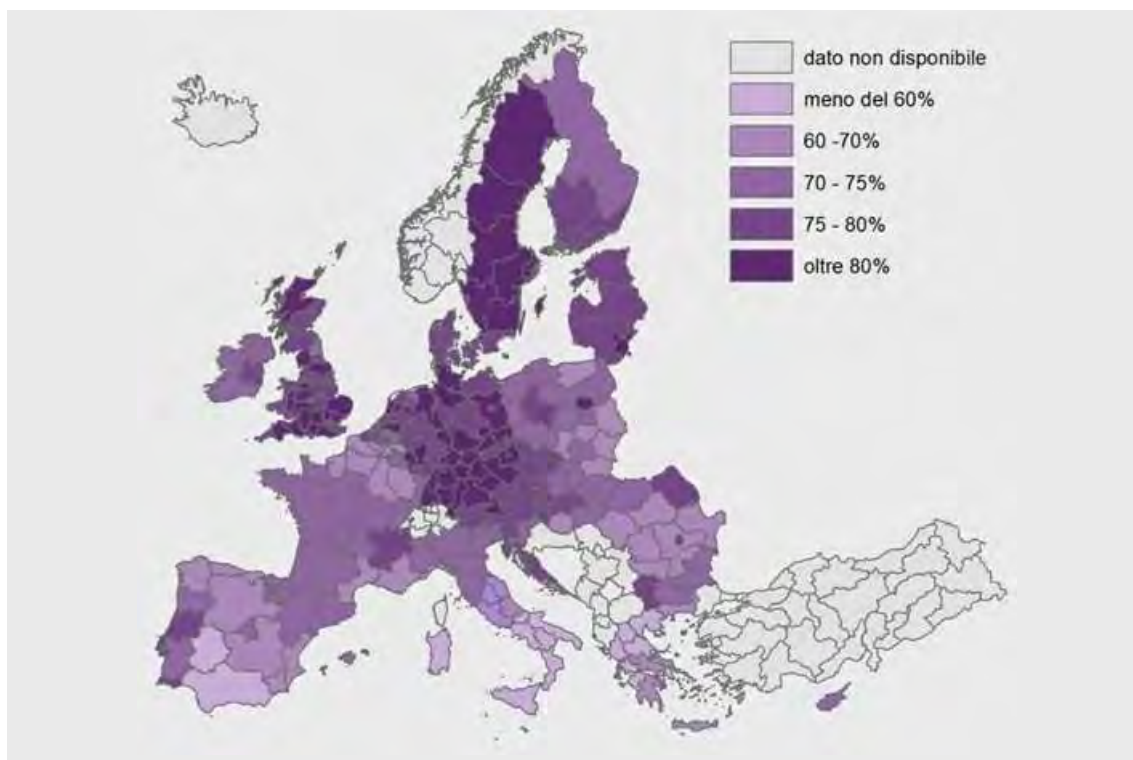 dato non disponibile
meno del 60%
60 -70%
70 - 75%
75 - 80%
oltre 80%